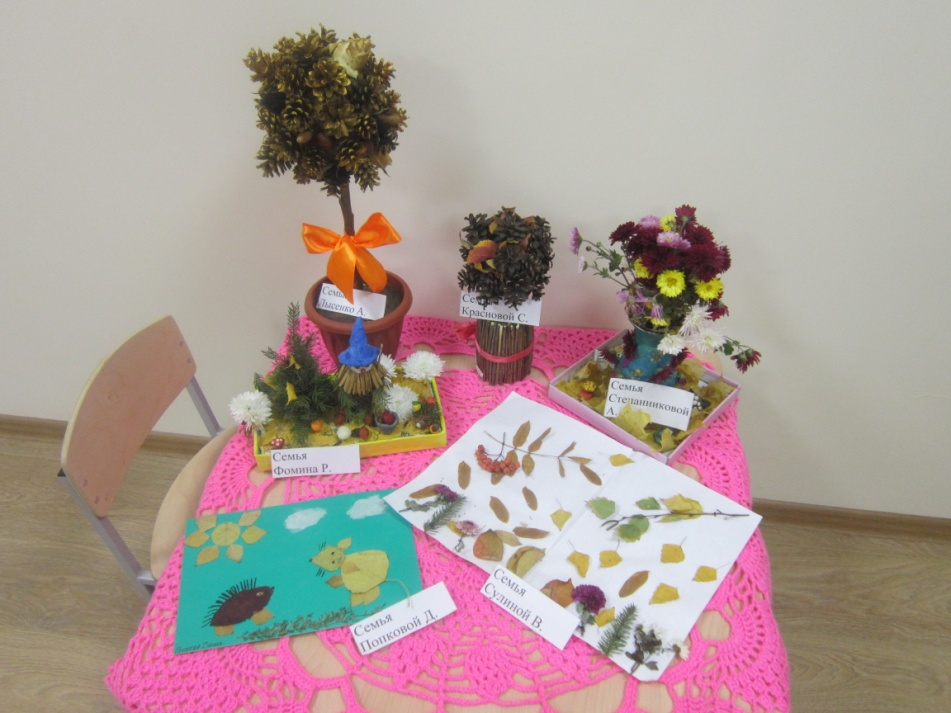 Семья
Лысенко А.
Семья
Красновой С.
Семья
Степанниковой
А.
Семья
Фомина Р.
Семья
Сулиной В.
Семья
Попковой Д.